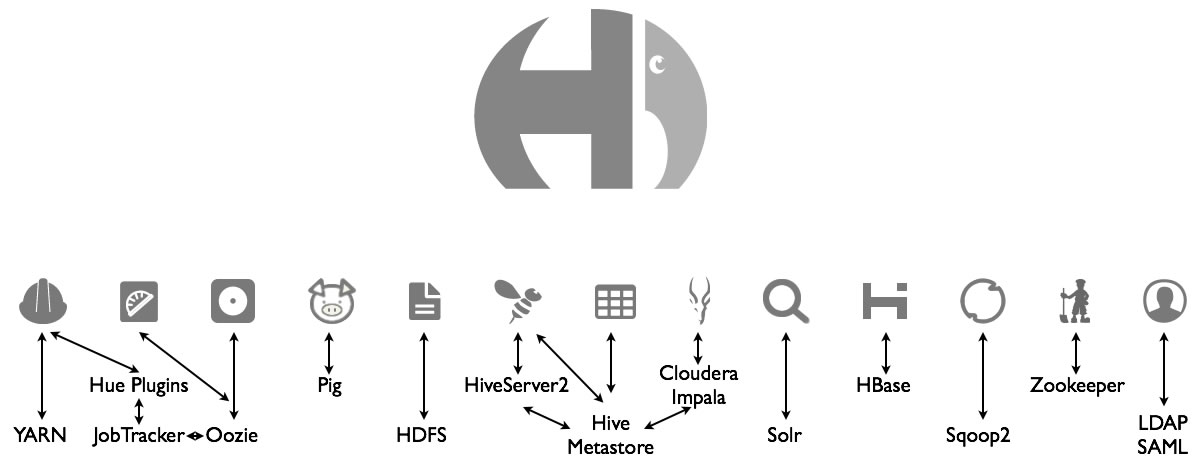 Hue Plugins
Pig
HiveServer2
Cloudera
Impala
HBase
Zookeeper
YARN
JobTracker
Oozie
HDFS
Hive
Metastore
Solr
Sqoop2
LDAP
SAML